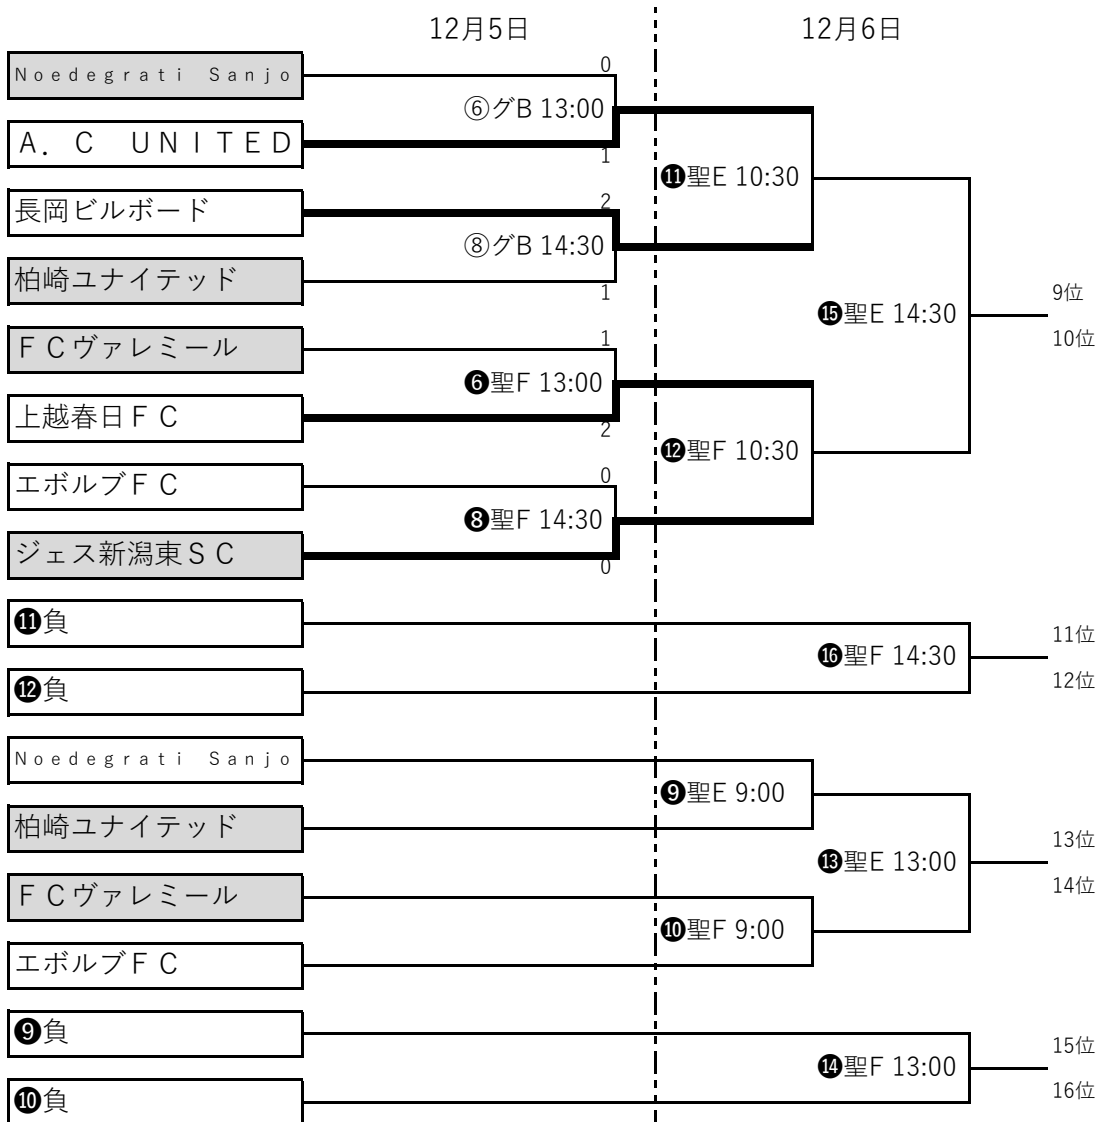 12月5日 12月6日
Ｎｏｅｄｅｇｒａｔｉ　Ｓａｎｊｏ
0
⑥グB 13:00
Ａ．Ｃ　ＵＮＩＴＥＤ
1
⓫聖E 10:30
長岡ビルボード
2
⑧グB 14:30
柏崎ユナイテッド
1
9位
⓯聖E 14:30
10位
ＦＣヴァレミール
1
❻聖F 13:00
上越春日ＦＣ
2
⓬聖F 10:30
エボルブＦＣ
0
❽聖F 14:30
ジェス新潟東ＳＣ
0
⓫負
11位
⓰聖F 14:30
12位
⓬負
Ｎｏｅｄｅｇｒａｔｉ　Ｓａｎｊｏ
❾聖E 9:00
柏崎ユナイテッド
13位
⓭聖E 13:00
14位
ＦＣヴァレミール
❿聖F 9:00
エボルブＦＣ
❾負
15位
⓮聖F 13:00
16位
❿負